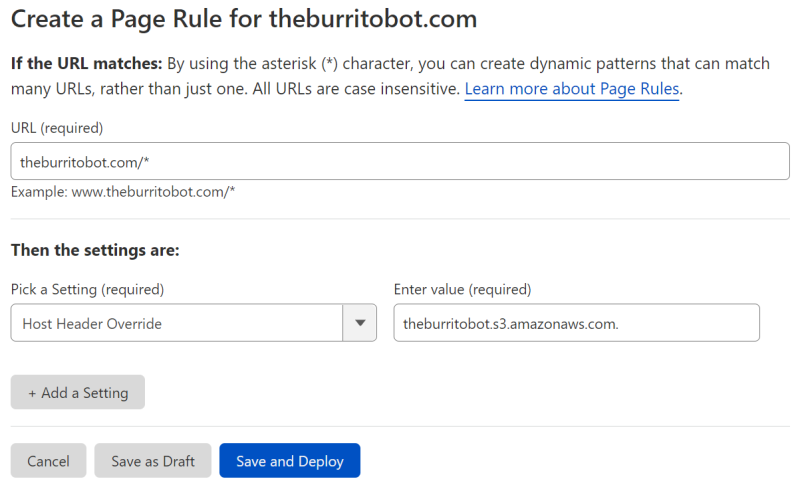 Create a Page Rule for theburritobot.com
If the URL matches: By using the asterisk (*) character, you can create dynamic patterns that can match
many URLs, rather than just one. All URLs are case insensitive. Learn more about Page Rules.
URL (required)
theburritobot.com/*
Example: www.theburritobot.com/*
Then the settings are:
Pick a Setting (required)
Enter value (required)
Host Header Override
theburritobot.s3.amazonaws.com.
+ Add a Setting
Cancel
Save as Draft
Save and Deploy